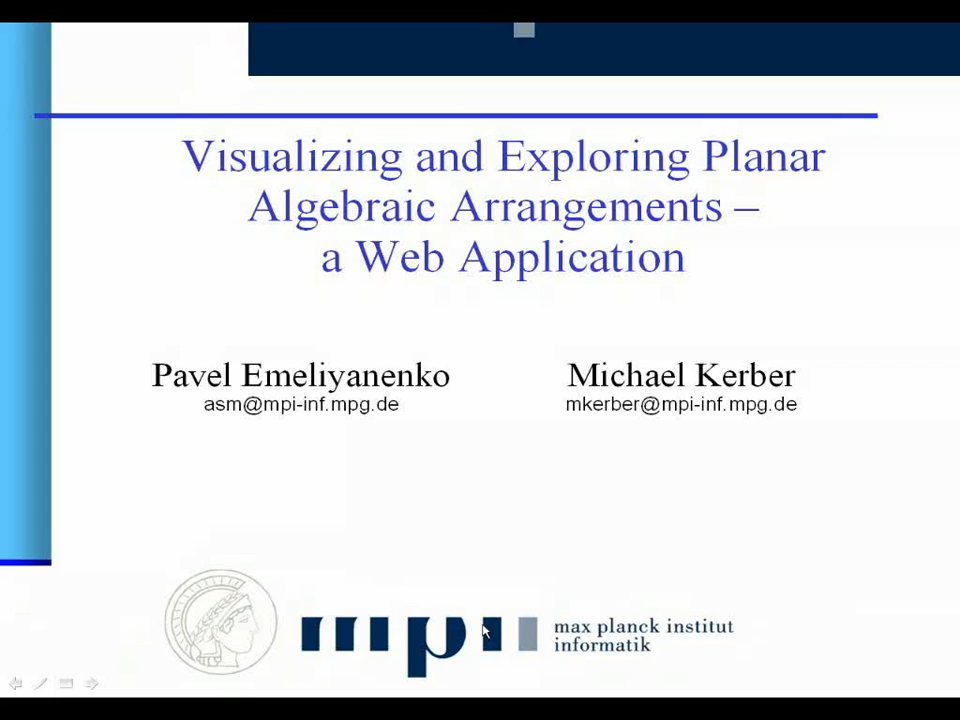 Visualizing and Exploring Planar
Algebraic Arrangements –
a Web Application
Pavel Emeliyanenko
asm@mpi-inf.mpg.de
Michael Kerber
mkerber@mpi-inf.mpg.de
mpi
max planck institut
informatik